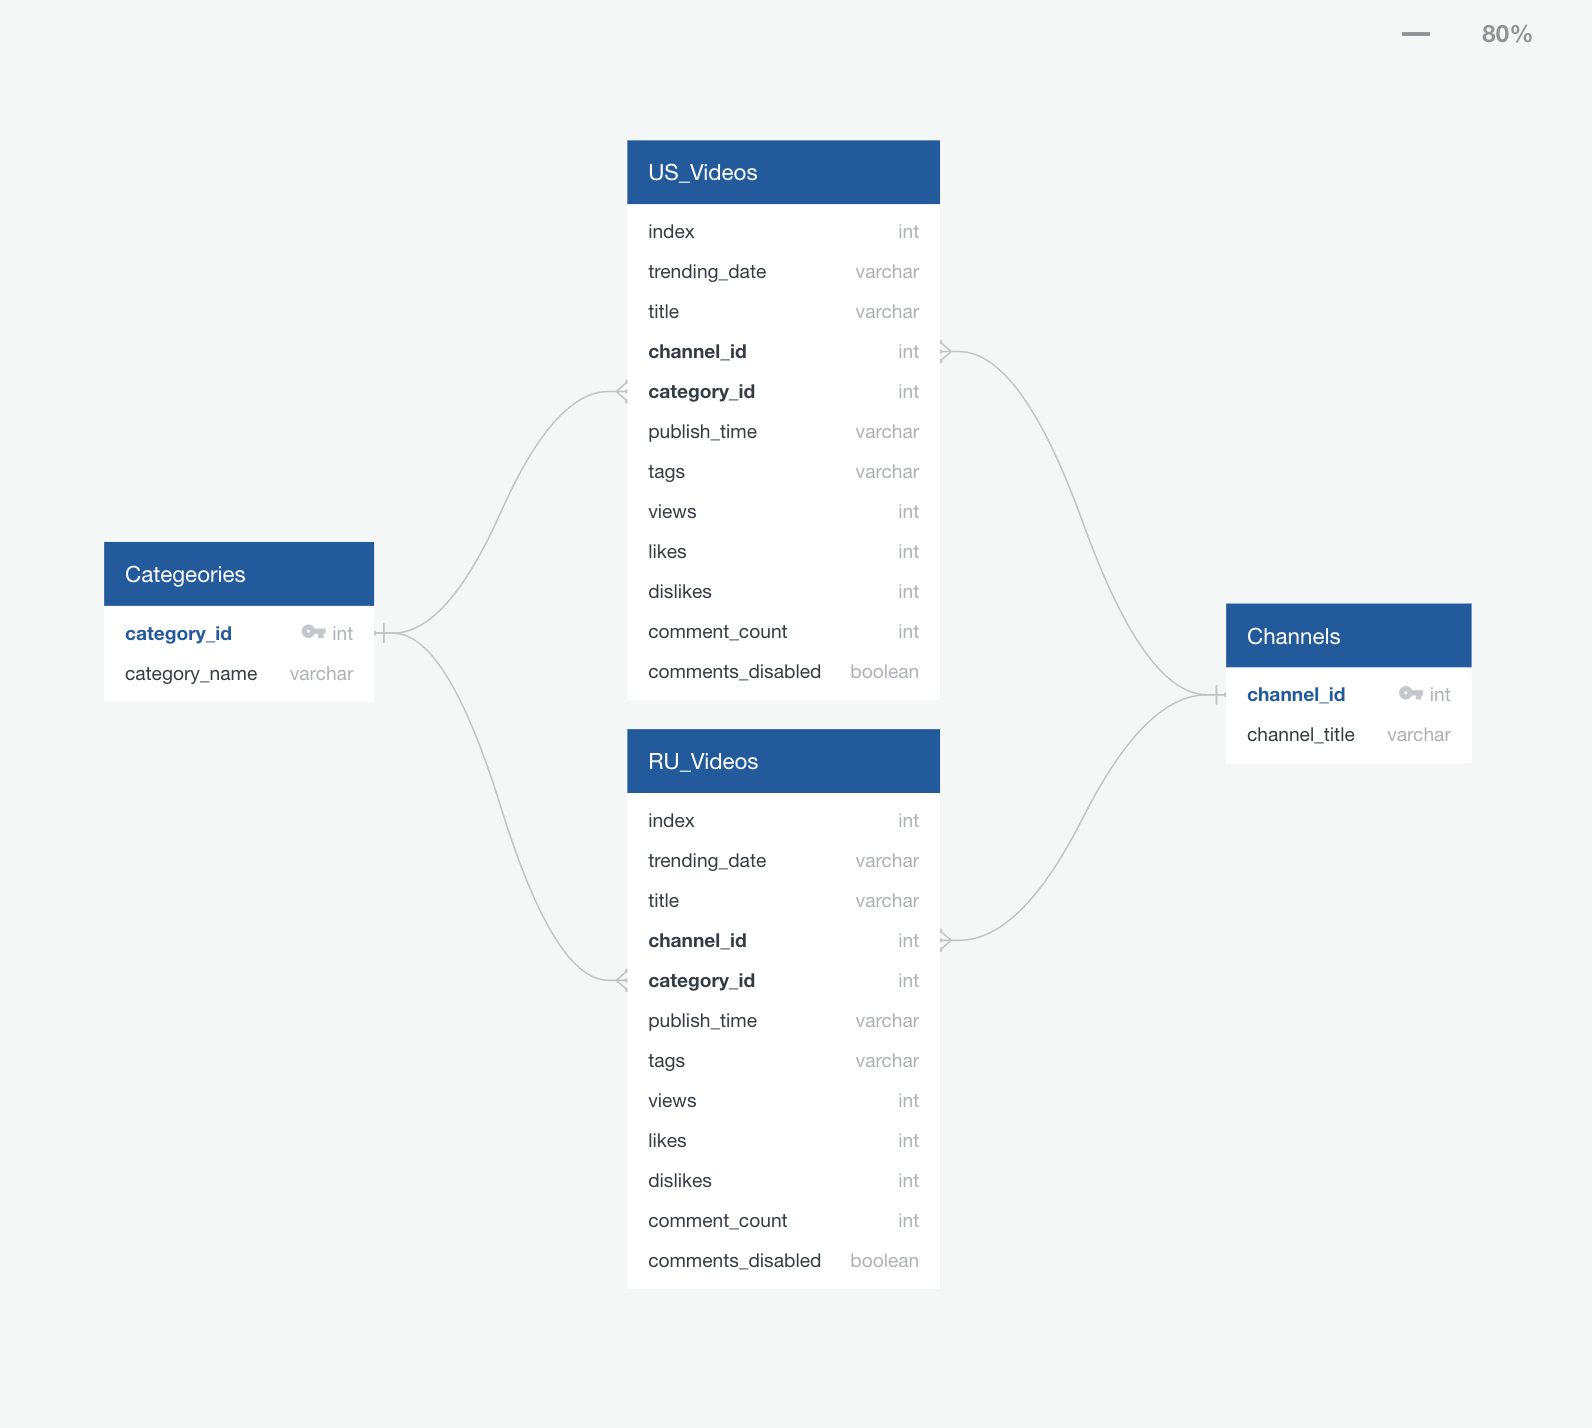 80%
US_Videos
index int
trending_date varchar
title varchar
channel_id int
category_id int
publish_time varchar
tags varchar
views int
likes int
dislikes int
comment_count int
comments_disabled boolean
Categeories
category_id int
category_name varchar
Channels
channel_id int
channel_title varchar
RU_Videos
index int
trending_date varchar
title varchar
channel_id int
category_id int
publish_time varchar
tags varchar
views int
likes int
dislikes int
comment_count int
comments_disabled boolean